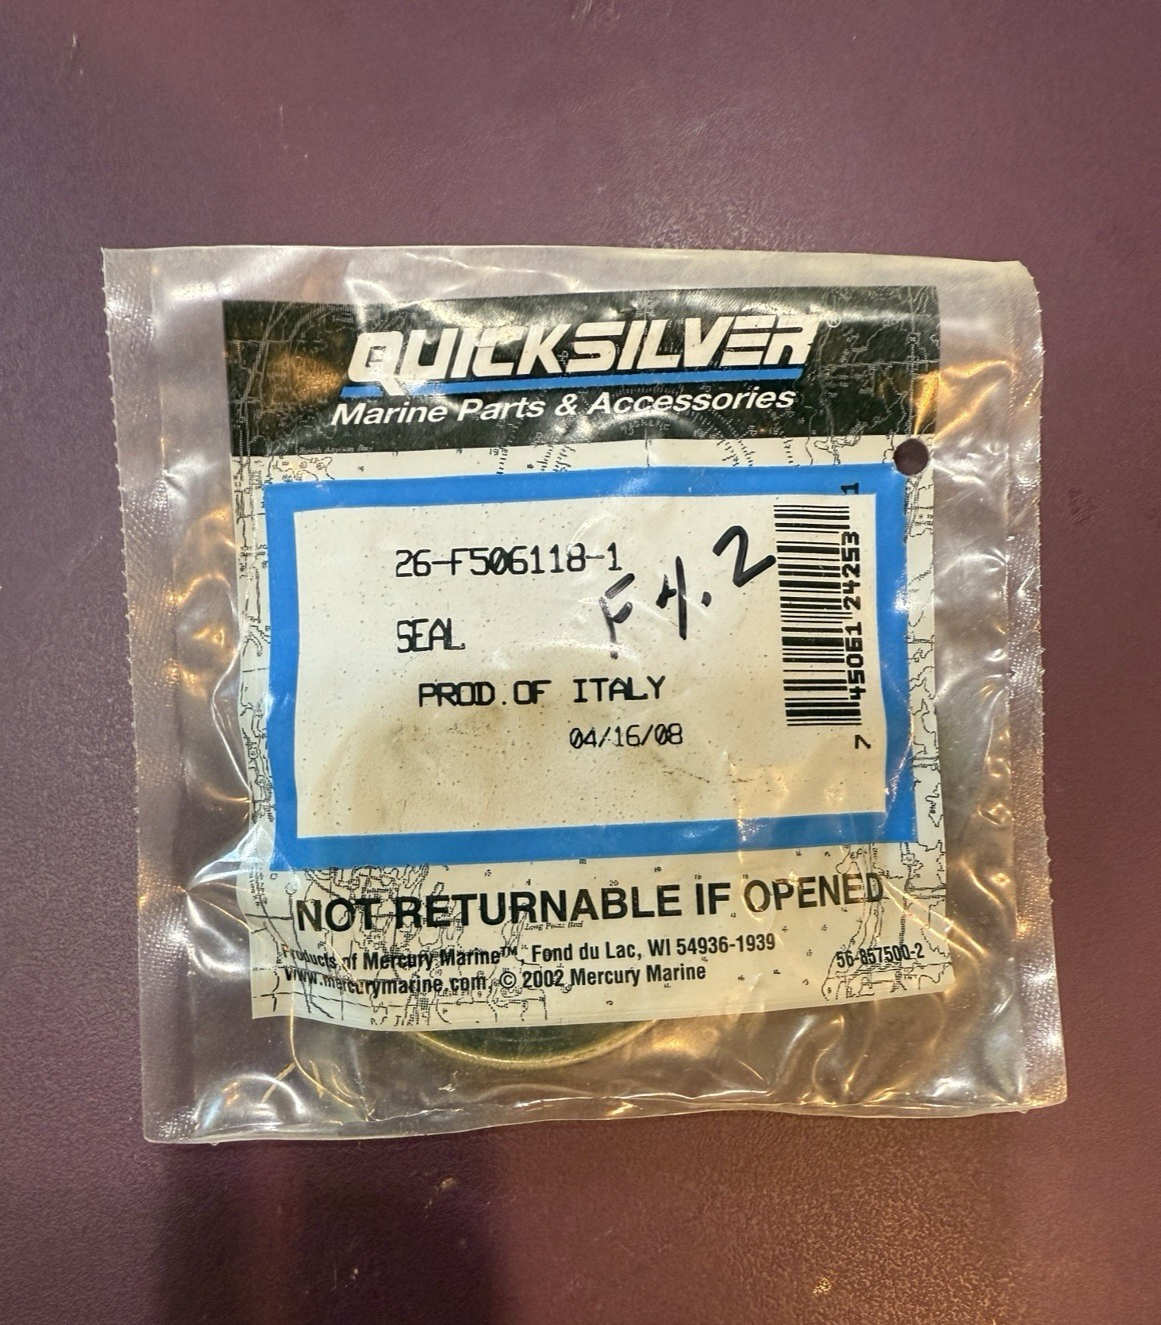 QUICKSILVER®
Marine Parts & Accessories
26-F506118-1
F4.2
SEAL
PROD.OF ITALY
04/16/08
7 45061 24253 1
NOT RETURNABLE IF OPENED
Products of Mercury Marine™, Fond du Lac, WI 54936-1939
www.mercurymarine.com, © 2002 Mercury Marine
56-857500-2